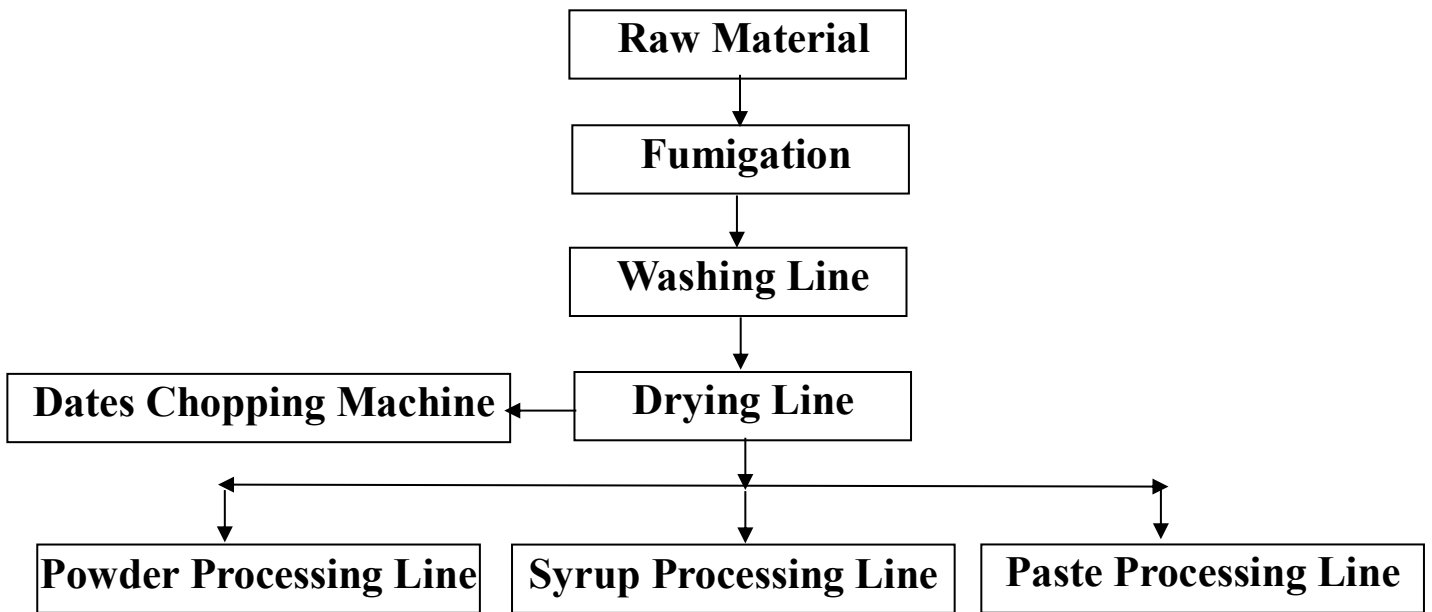 Raw Material
Fumigation
Washing Line
Dates Chopping Machine
Drying Line
Powder Processing Line
Syrup Processing Line
Paste Processing Line